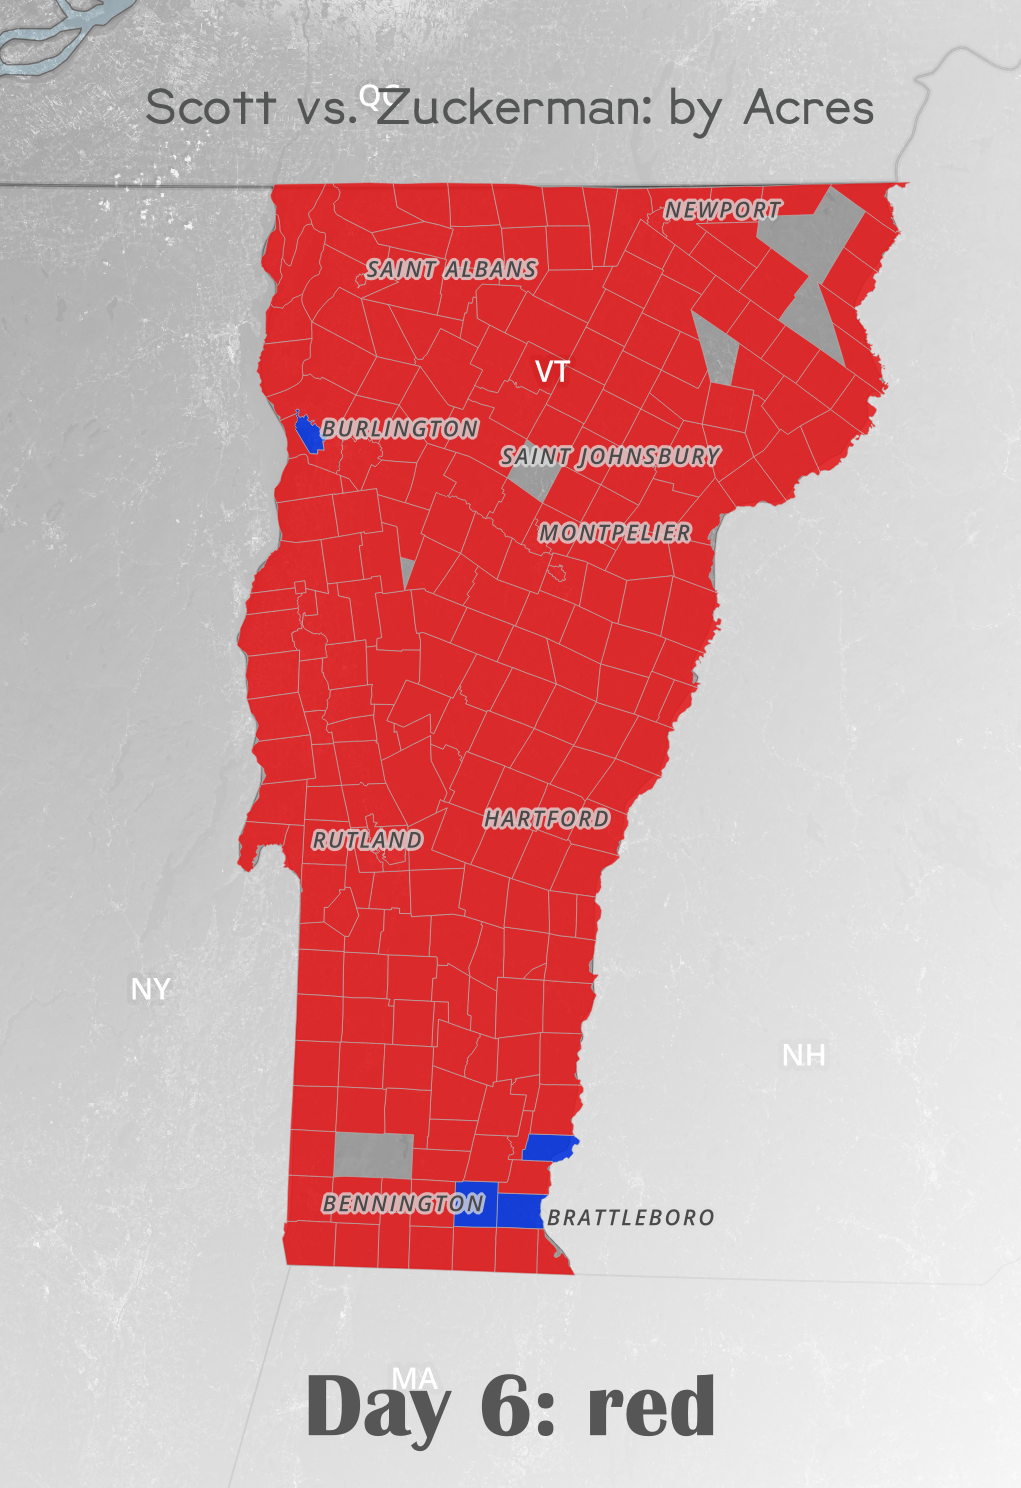 QC
Scott vs. Zuckerman: by Acres
NEWPORT
SAINT ALBANS
VT
BURLINGTON
SAINT JOHNSBURY
MONTPELIER
HARTFORD
RUTLAND
NY
NH
BENNINGTON
BRATTLEBORO
MA
Day 6: red